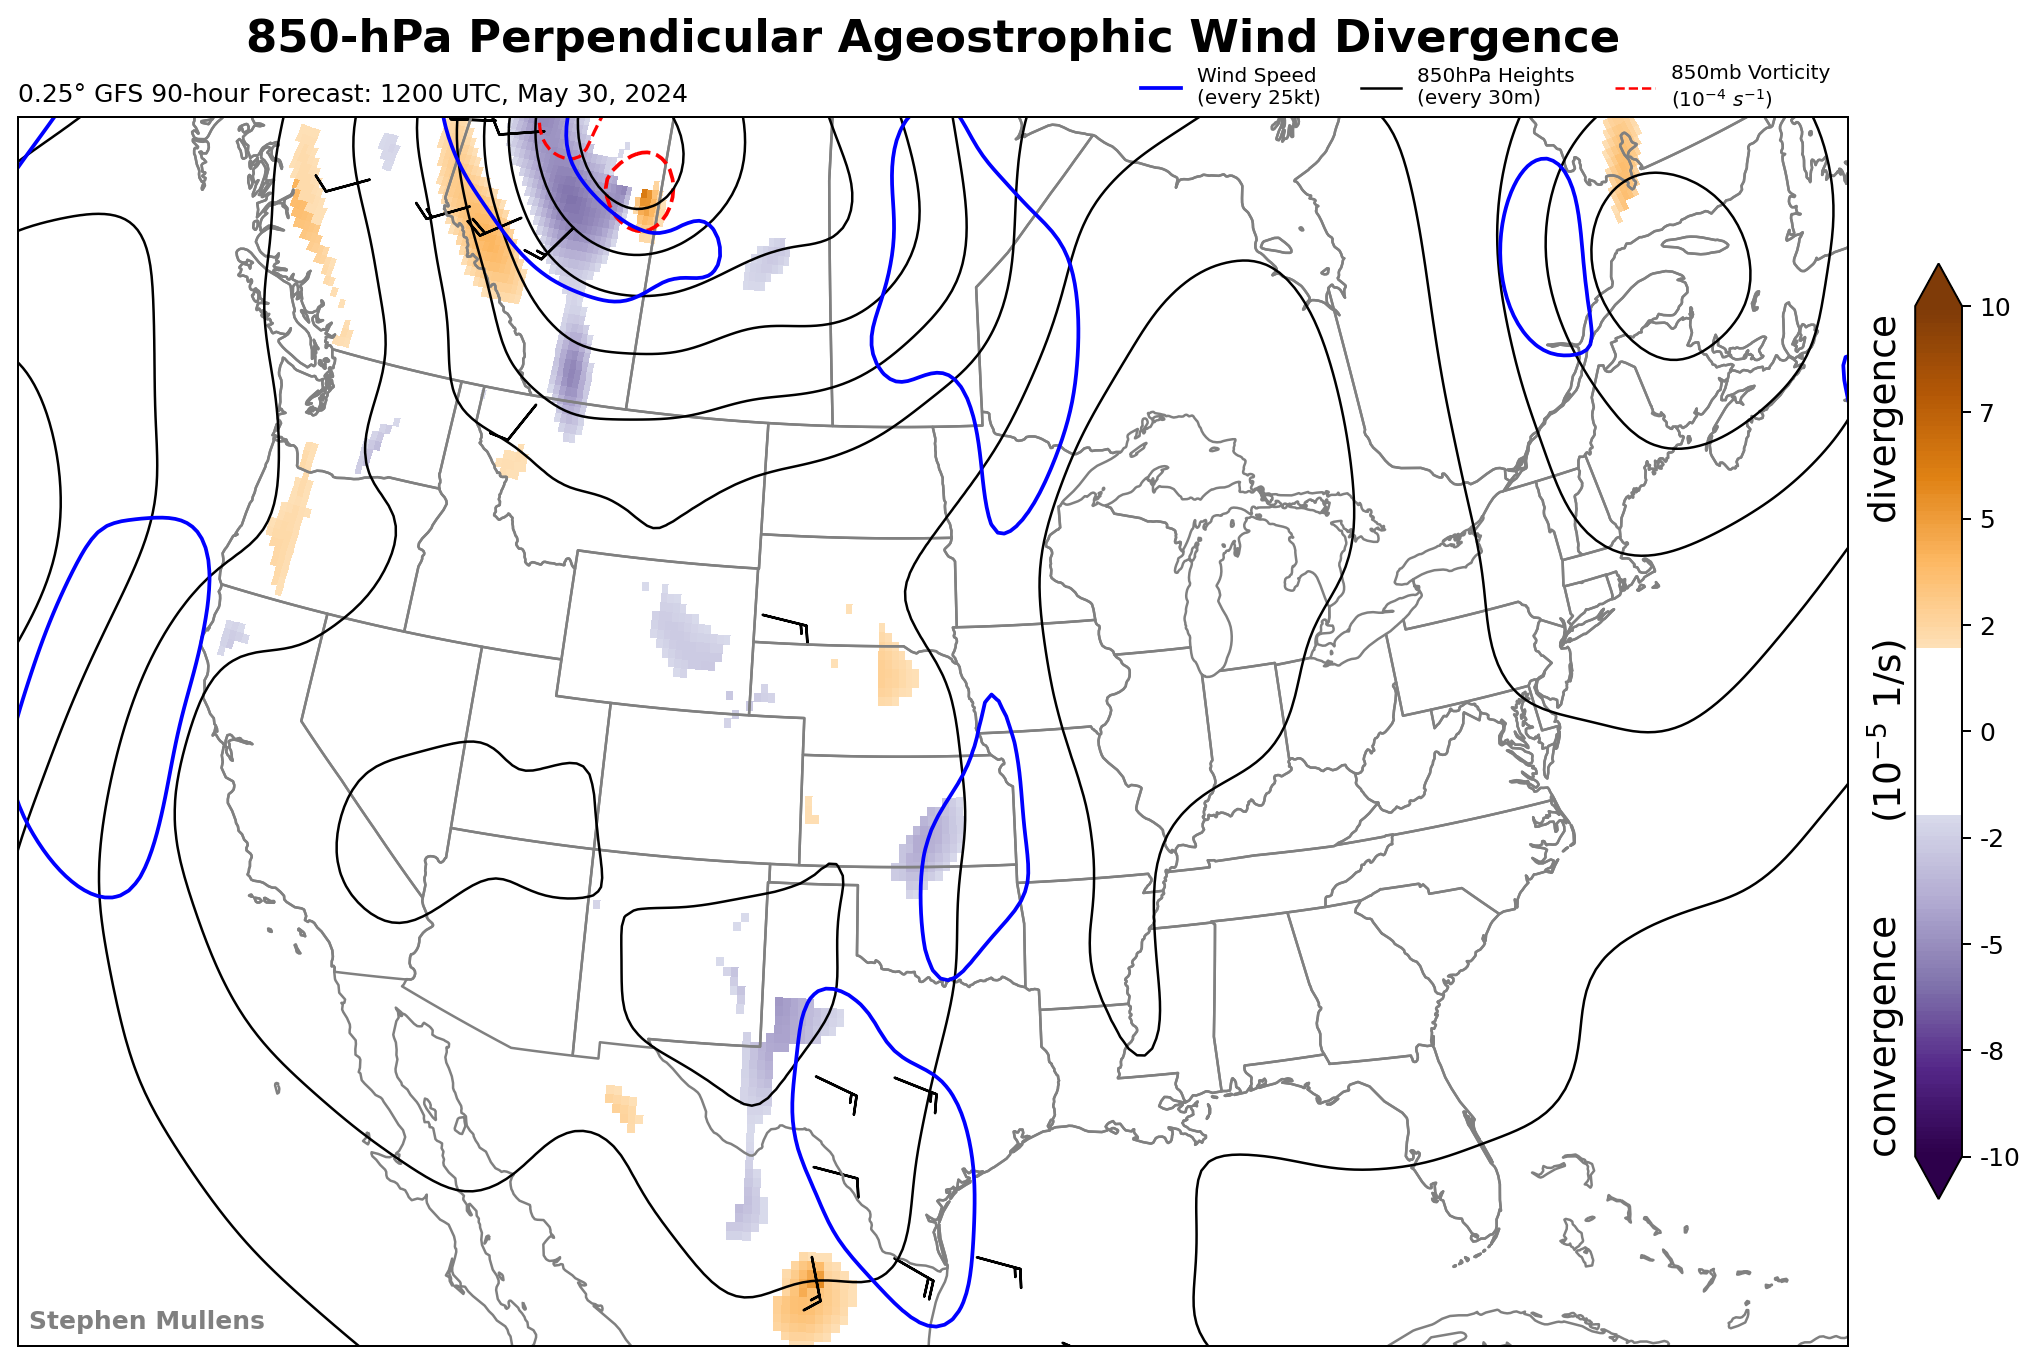 850-hPa Perpendicular Ageostrophic Wind Divergence
0.25° GFS 90-hour Forecast: 1200 UTC, May 30, 2024
Wind Speed
(every 25kt)
850hPa Heights
(every 30m)
850mb Vorticity
(10⁻⁴ s⁻¹)
10
7
5
2
0
-2
-5
-8
-10
convergence (10⁻⁵ 1/s) divergence
Stephen Mullens